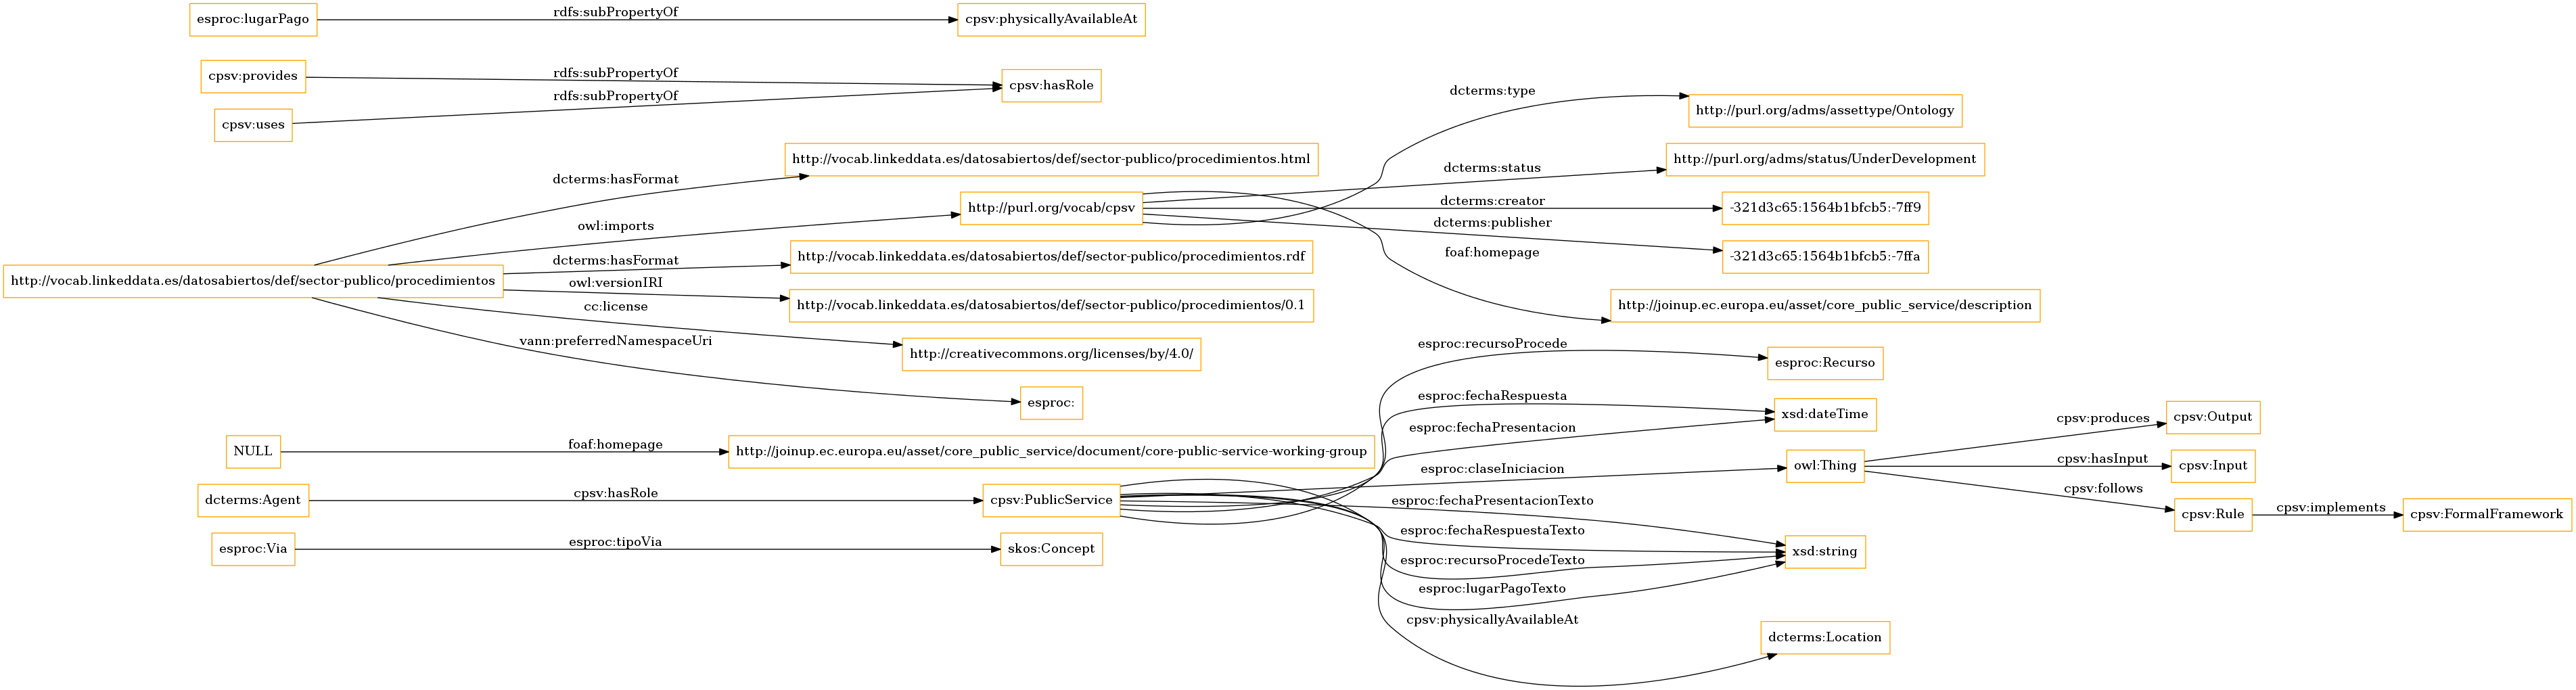 esproc:lugarPago
rdfs:subPropertyOf
cpsv:physicallyAvailableAt
cpsv:provides
rdfs:subPropertyOf
cpsv:hasRole
cpsv:uses
rdfs:subPropertyOf
dcterms:type
http://purl.org/adms/assettype/Ontology
http://vocab.linkeddata.es/datosabiertos/def/sector-publico/procedimientos.html
dcterms:hasFormat
dcterms:status
http://purl.org/adms/status/UnderDevelopment
owl:imports
http://purl.org/vocab/cpsv
dcterms:creator
-321d3c65:1564b1bfcb5:-7ff9
dcterms:publisher
-321d3c65:1564b1bfcb5:-7ffa
foaf:homepage
http://joinup.ec.europa.eu/asset/core_public_service/description
http://vocab.linkeddata.es/datosabiertos/def/sector-publico/procedimientos
dcterms:hasFormat
http://vocab.linkeddata.es/datosabiertos/def/sector-publico/procedimientos.rdf
owl:versionIRI
http://vocab.linkeddata.es/datosabiertos/def/sector-publico/procedimientos/0.1
cc:license
http://creativecommons.org/licenses/by/4.0/
vann:preferredNamespaceUri
esproc:
NULL
foaf:homepage
http://joinup.ec.europa.eu/asset/core_public_service/document/core-public-service-working-group
dcterms:Agent
cpsv:hasRole
cpsv:PublicService
esproc:Via
esproc:tipoVia
skos:Concept
esproc:recursoProcede
esproc:Recurso
esproc:fechaRespuesta
xsd:dateTime
esproc:fechaPresentacion
esproc:claseIniciacion
owl:Thing
cpsv:produces
cpsv:Output
cpsv:hasInput
cpsv:Input
cpsv:follows
cpsv:Rule
cpsv:implements
cpsv:FormalFramework
esproc:fechaPresentacionTexto
esproc:fechaRespuestaTexto
xsd:string
esproc:recursoProcedeTexto
esproc:lugarPagoTexto
cpsv:physicallyAvailableAt
dcterms:Location